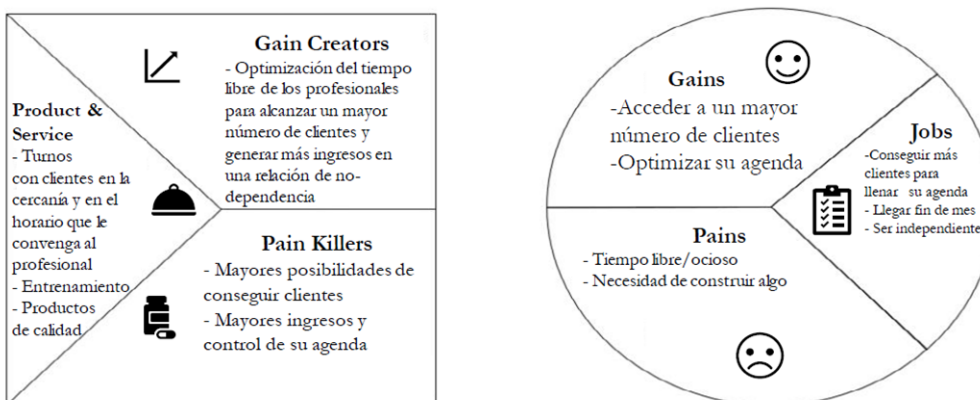 Gain Creators
- Optimización del tiempo
libre de los profesionales
para alcanzar un mayor
número de clientes y
generar más ingresos en
una relación de no-
dependencia
Product &
Service
- Turnos
con clientes en la
cercanía y en el
horario que le
convenga al
profesional
- Entrenamiento
- Productos
de calidad
Pain Killers
- Mayores posibilidades de
conseguir clientes
- Mayores ingresos y
control de su agenda
Gains
-Acceder a un mayor
número de clientes
-Optimizar su agenda
Jobs
-Conseguir más
clientes para
llenar su agenda
- Llegar fin de mes
- Ser independiente
Pains
- Tiempo libre/ocioso
- Necesidad de construir algo